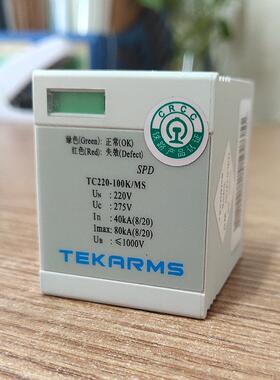 CRCC
铁路产品认证
绿色(Green): 正常(OK)
红色(Red): 失效(Defect)
SPD
TC220-100K/MS
UN : 220V
UC : 275V
In : 40kA(8/20)
Imax: 80kA(8/20)
UB : ≤1000V
TEKARMS